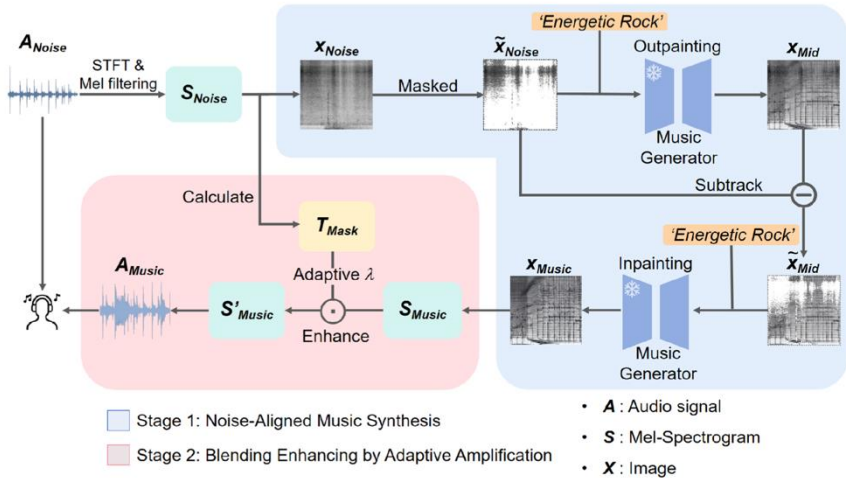 A_Noise
STFT &
Mel filtering
S_Noise
x_Noise
Masked
x̃_Noise
'Energetic Rock'
Outpainting
Music
Generator
x_Mid
Subtrack
Calculate
T_Mask
Adaptive λ
Enhance
A_Music
S'_Music
S_Music
x_Music
Inpainting
Music
Generator
'Energetic Rock'
x̃_Mid
Stage 1: Noise-Aligned Music Synthesis
Stage 2: Blending Enhancing by Adaptive Amplification
• A : Audio signal
• S : Mel-Spectrogram
• X : Image